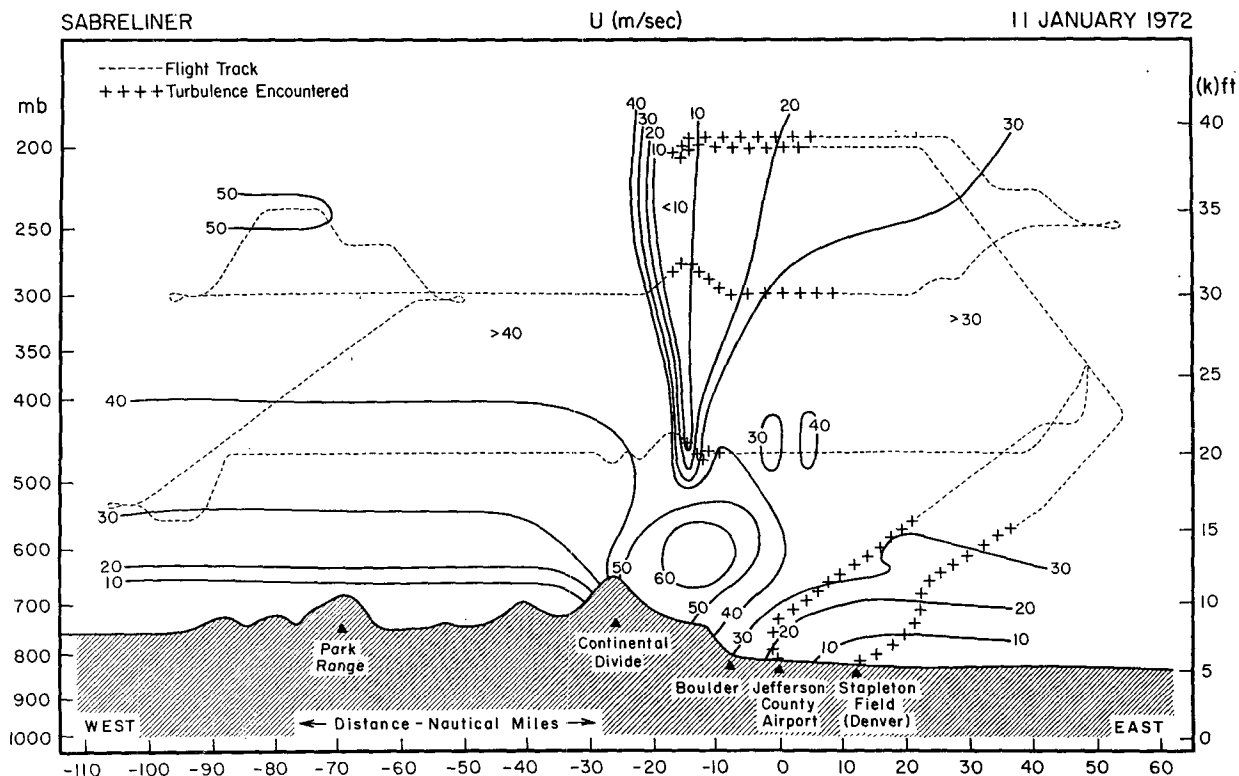 SABRELINER U (m/sec) 11 JANUARY 1972
-----Flight Track
++++Turbulence Encountered
mb
(k)ft
200
250
300
350
400
500
600
700
800
900
1000
40
35
30
25
20
15
10
5
0
40
30
20
10
10
20
30
<10
50
50
>40
>30
40
30
40
30
20
10
50
60
50
40
30
20
10
30
20
10
Park
Range
Continental
Divide
Boulder
Jefferson
County
Airport
Stapleton
Field
(Denver)
WEST
← Distance – Nautical Miles →
EAST
-110 -100 -90 -80 -70 -60 -50 -40 -30 -20 -10 0 10 20 30 40 50 60